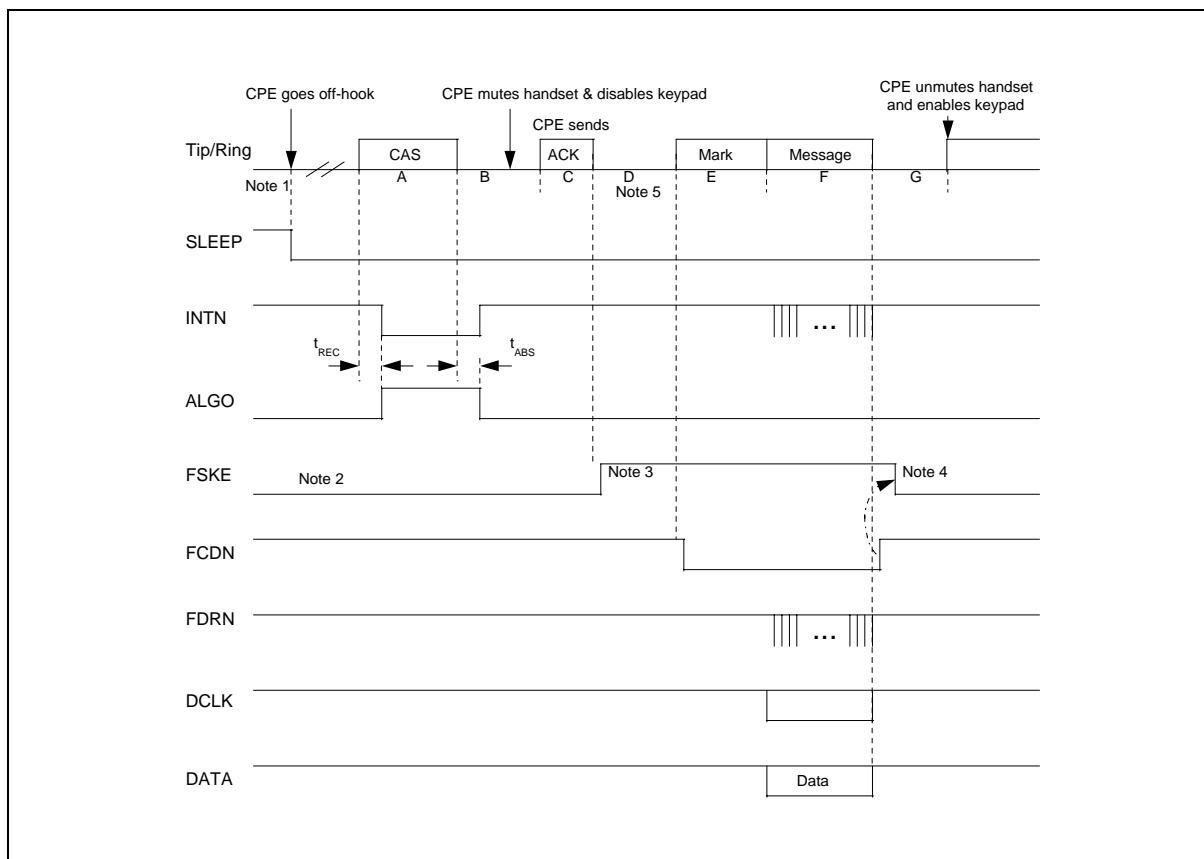 CPE goes off-hook
CPE mutes handset & disables keypad
CPE unmutes handset
and enables keypad
CPE sends
Tip/Ring
CAS
ACK
Mark
Message
Note 1
A
B
C
D
E
F
G
Note 5
SLEEP
INTN
...
tREC
tABS
ALGO
FSKE
Note 2
Note 3
Note 4
FCDN
FDRN
...
DCLK
DATA
Data